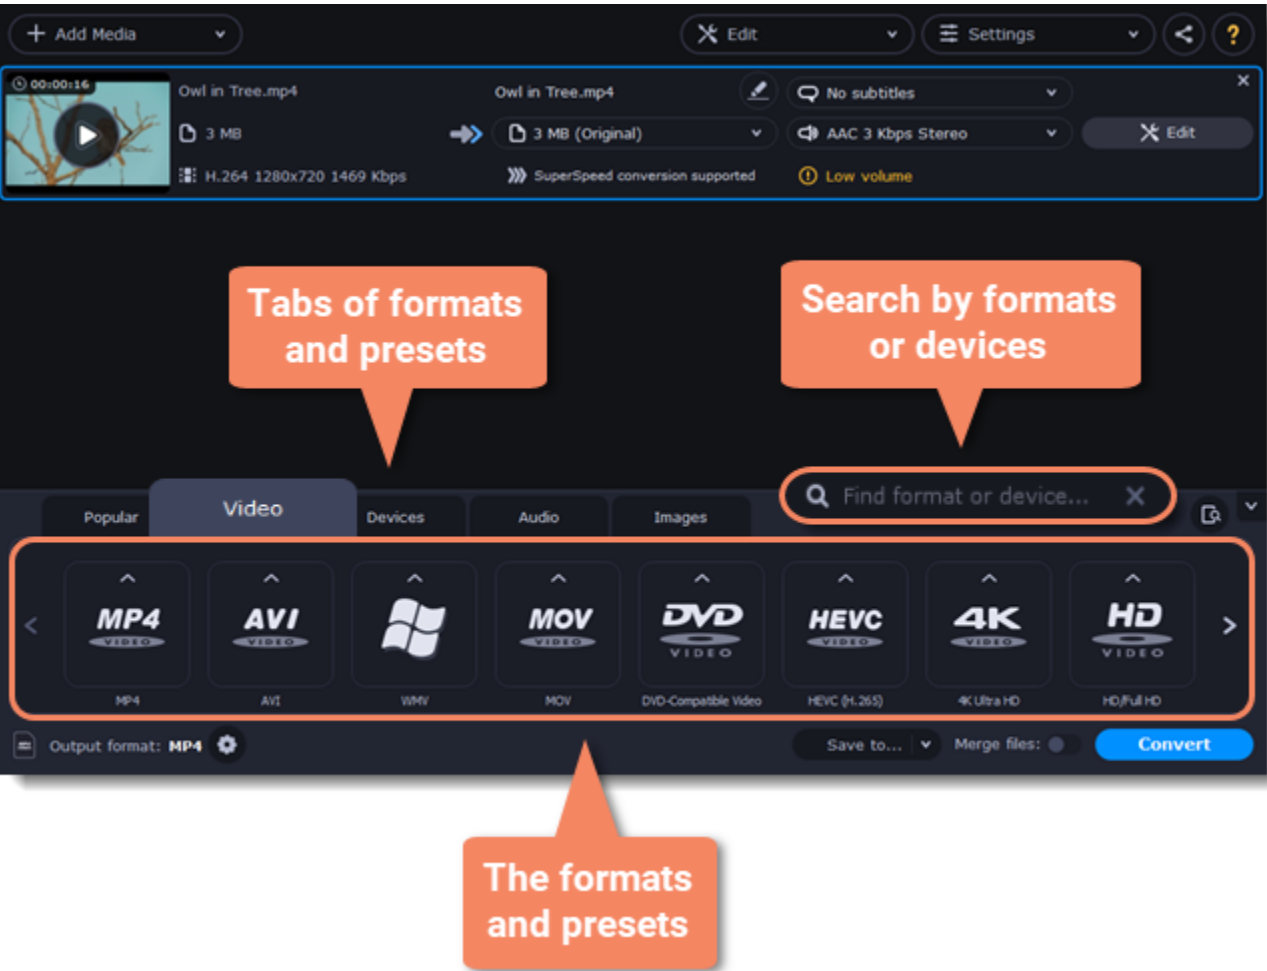 Add Media
Edit
Settings
?
00:00:16
Owl in Tree.mp4
Owl in Tree.mp4
No subtitles
3 MB
3 MB (Original)
AAC 3 Kbps Stereo
Edit
H.264 1280x720 1469 Kbps
SuperSpeed conversion supported
Low volume
Tabs of formats
and presets
Search by formats
or devices
Popular
Video
Devices
Audio
Images
Find format or device...
MP4
VIDEO
AVI
VIDEO
MOV
VIDEO
DVD
VIDEO
HEVC
VIDEO
4K
VIDEO
HD
VIDEO
MP4
AVI
WMV
MOV
DVD-Compatible Video
HEVC (H.265)
4K Ultra HD
HD/Full HD
Output format: MP4
Save to...
Merge files:
Convert
The formats
and presets